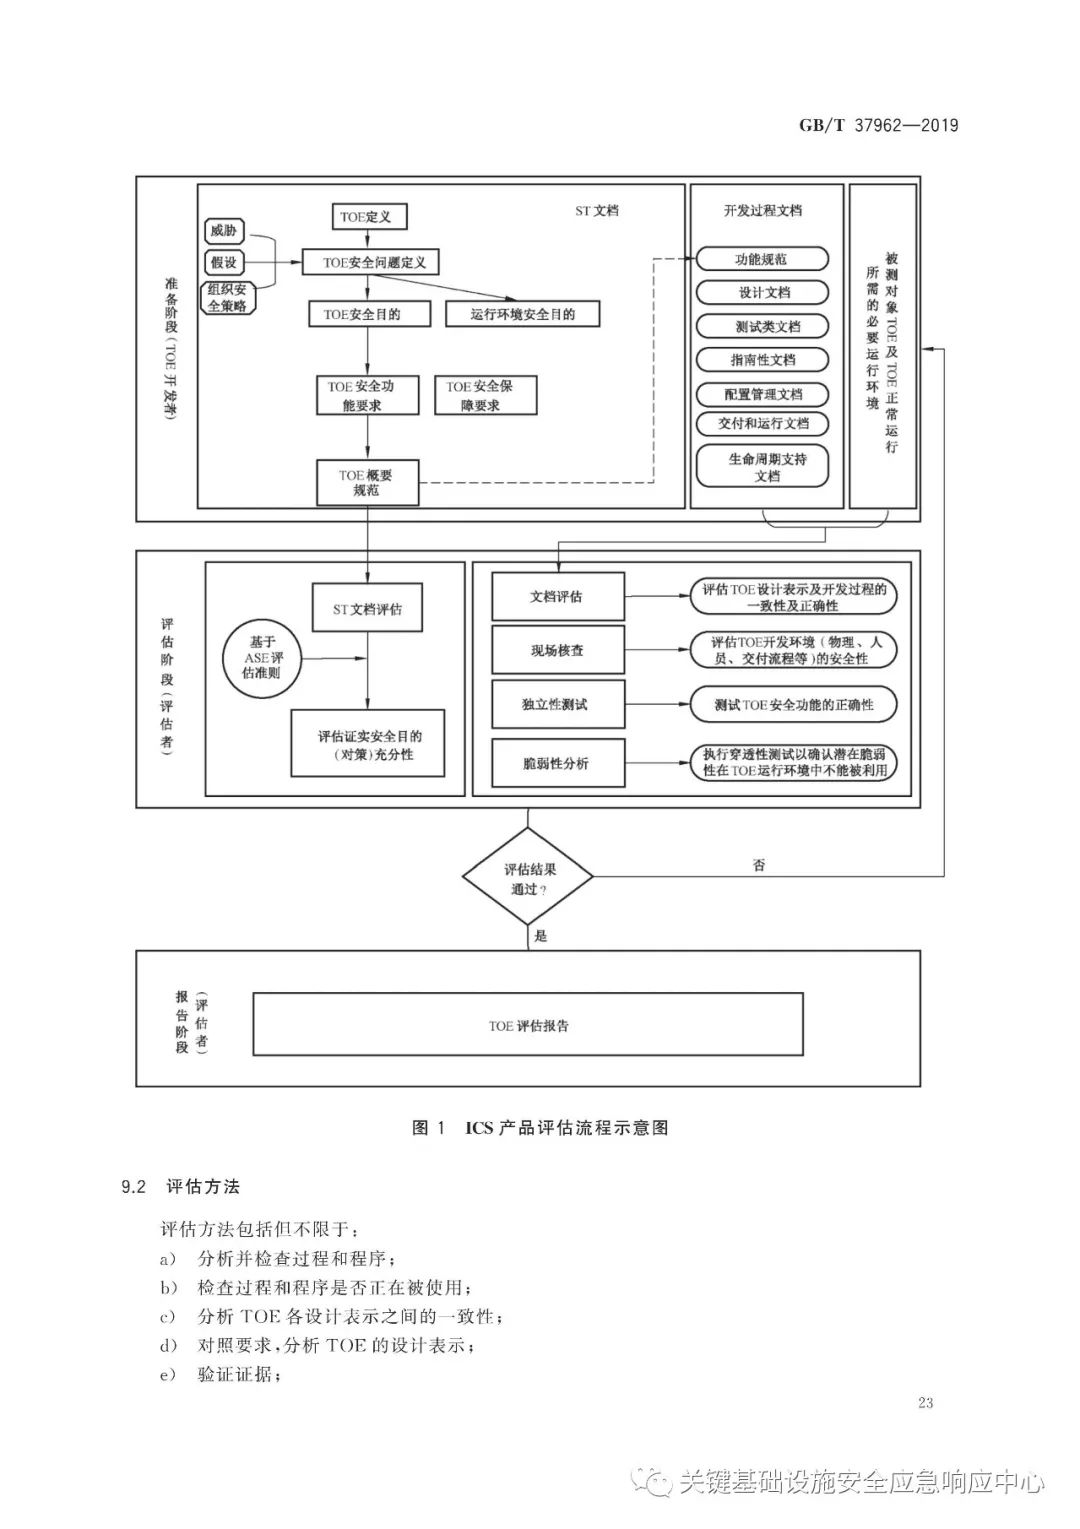 GB/T 37962—2019
准备阶段(TOE开发者)
ST文档
TOE定义
威胁
假设
组织安
全策略
TOE安全问题定义
TOE安全目的
运行环境安全目的
TOE安全功
能要求
TOE安全保
障要求
TOE概要
规范
开发过程文档
功能规范
设计文档
测试类文档
指南性文档
配置管理文档
交付和运行文档
生命周期支持
文档
被测对象TOE及TOE正常运行
所需的必要运行环境
评估阶段(评估者)
ST文档评估
基于
ASE评
估准则
评估证实安全目的
(对策)充分性
文档评估
评估TOE设计表示及开发过程的
一致性及正确性
现场核查
评估TOE开发环境(物理、人
员、交付流程等)的安全性
独立性测试
测试TOE安全功能的正确性
脆弱性分析
执行穿透性测试以确认潜在脆弱
性在TOE运行环境中不能被利用
评估结果
通过?
否
是
报告阶段
(评估者)
TOE评估报告
图 1 ICS产品评估流程示意图
9.2 评估方法
评估方法包括但不限于:
a) 分析并检查过程和程序;
b) 检查过程和程序是否正在被使用;
c) 分析 TOE 各设计表示之间的一致性;
d) 对照要求,分析 TOE 的设计表示;
e) 验证证据;
23
关键基础设施安全应急响应中心